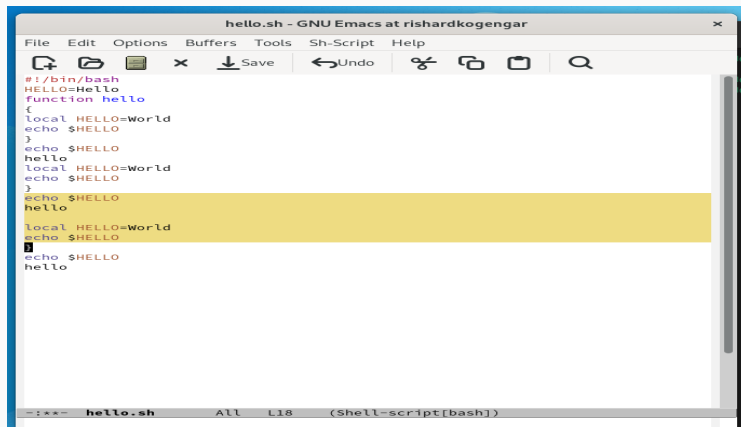 hello.sh - GNU Emacs at rishardkogengar
File Edit Options Buffers Tools Sh-Script Help
Save Undo
#!/bin/bash
HELLO=Hello
function hello
{
local HELLO=World
echo $HELLO
}
echo $HELLO
hello
local HELLO=World
echo $HELLO
}
echo $HELLO
hello

local HELLO=World
echo $HELLO
}
echo $HELLO
hello
-:**- hello.sh All L18 (Shell-script[bash])